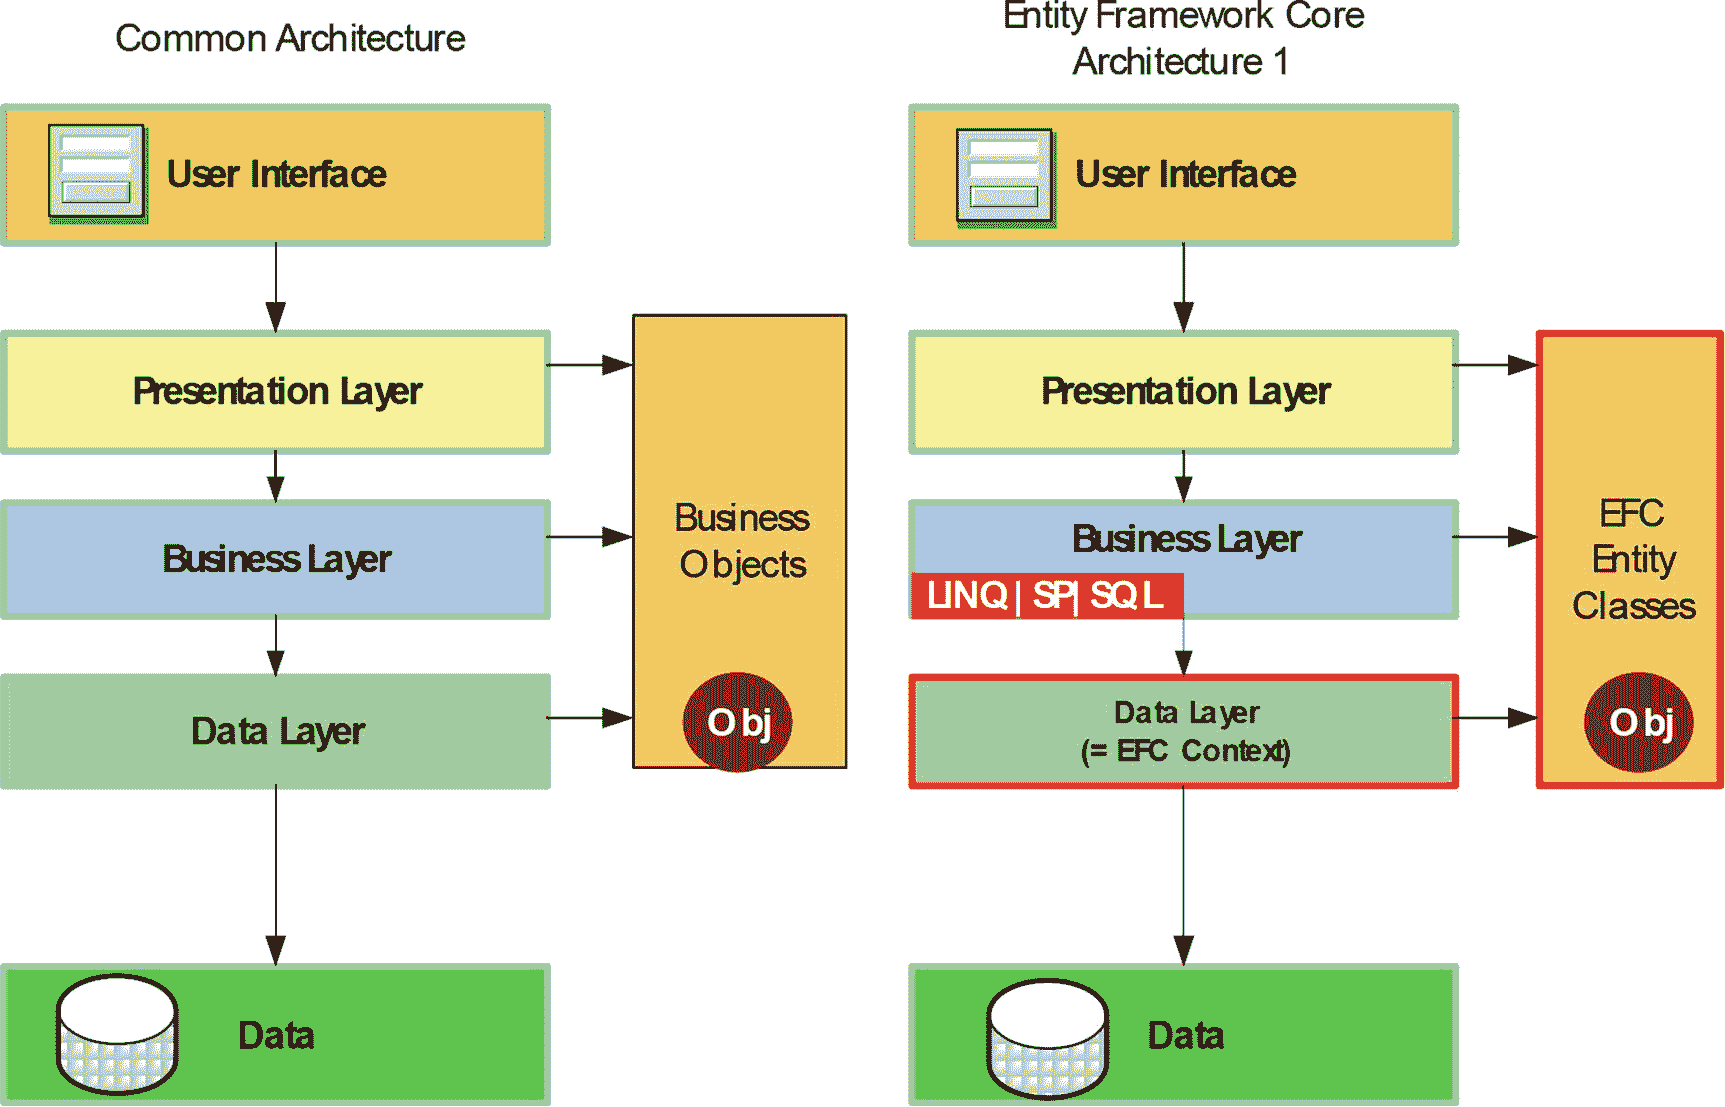 Common Architecture
User Interface
Presentation Layer
Business Layer
Data Layer
Data
Business
Objects
Obj
Entity Framework Core
Architecture 1
User Interface
Presentation Layer
Business Layer
LINQ | SP| SQL
Data Layer
(= EFC Context)
Data
EFC
Entity
Classes
Obj